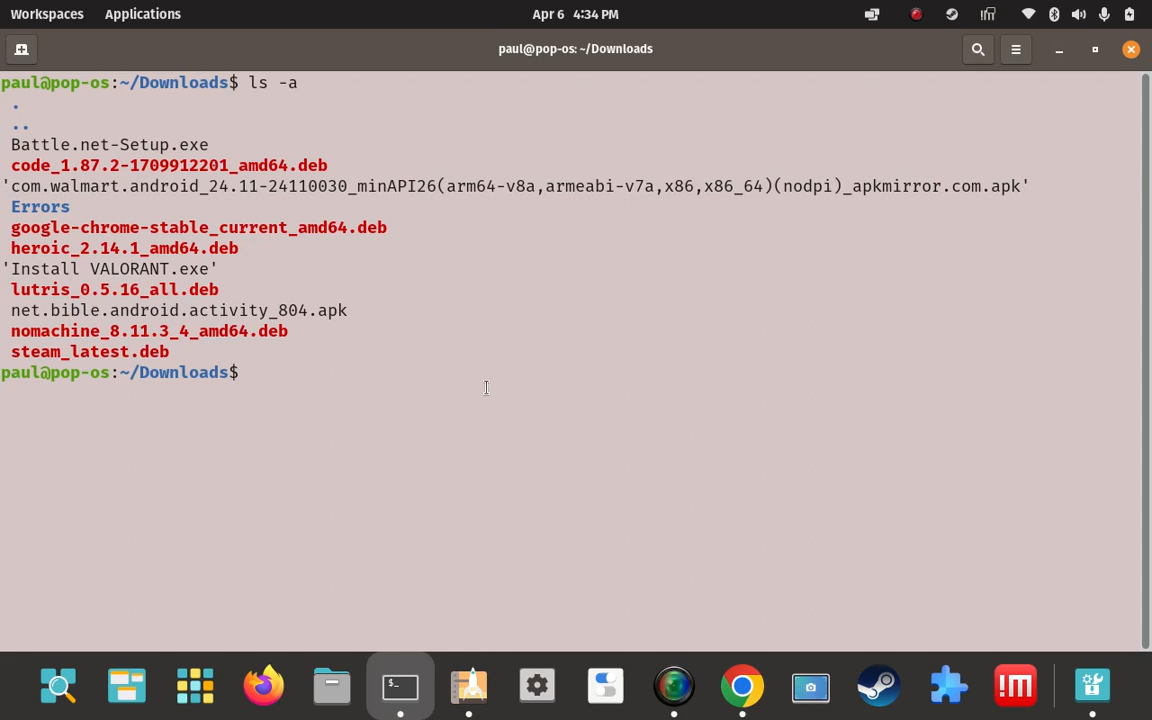 Workspaces Applications Apr 6 4:34 PM
paul@pop-os: ~/Downloads
paul@pop-os:~/Downloads$ ls -a
.
..
Battle.net-Setup.exe
code_1.87.2-1709912201_amd64.deb
'com.walmart.android_24.11-24110030_minAPI26(arm64-v8a,armeabi-v7a,x86,x86_64)(nodpi)_apkmirror.com.apk'
Errors
google-chrome-stable_current_amd64.deb
heroic_2.14.1_amd64.deb
'Install VALORANT.exe'
lutris_0.5.16_all.deb
net.bible.android.activity_804.apk
nomachine_8.11.3_4_amd64.deb
steam_latest.deb
paul@pop-os:~/Downloads$
$_
!M